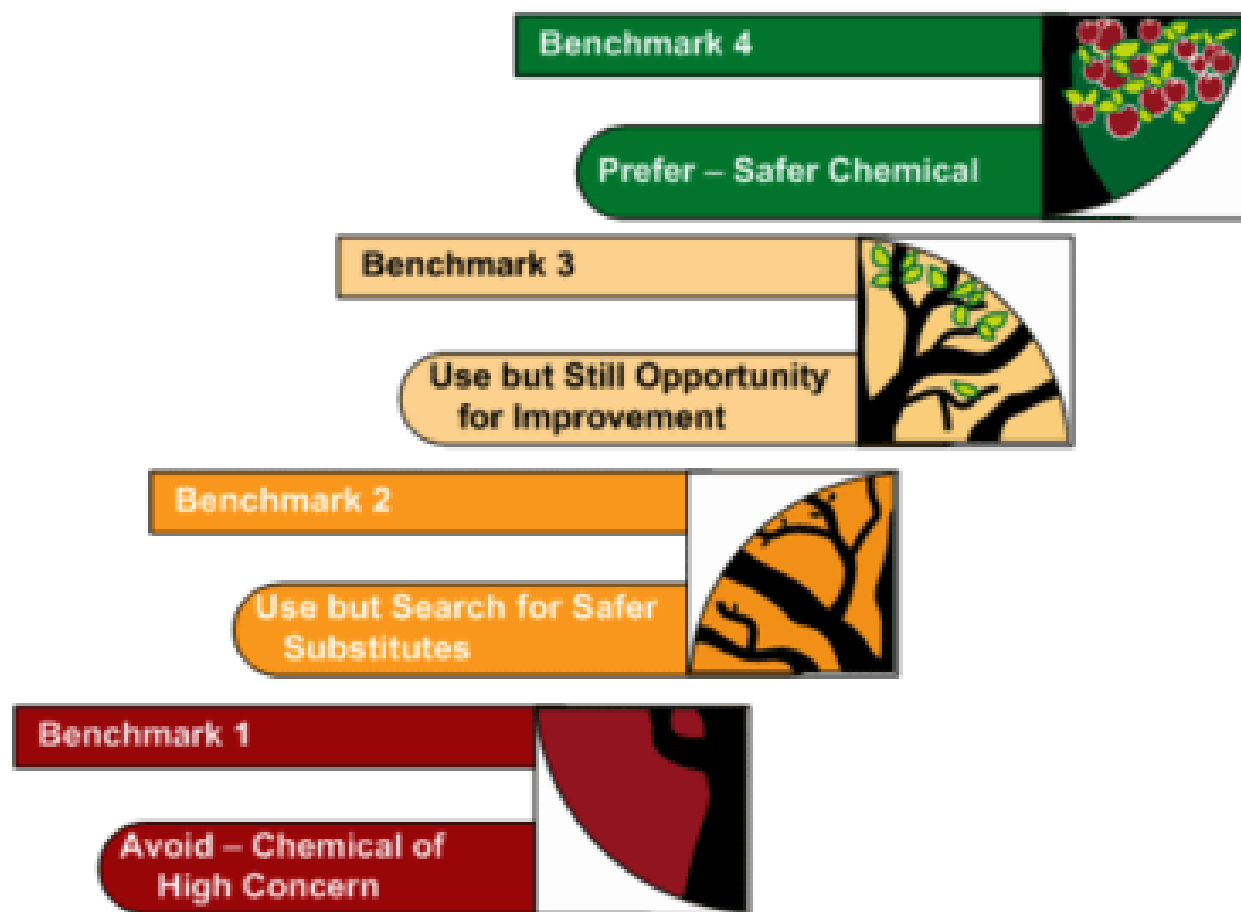 Benchmark 4
Prefer – Safer Chemical
Benchmark 3
Use but Still Opportunity
for Improvement
Benchmark 2
Use but Search for Safer
Substitutes
Benchmark 1
Avoid – Chemical of
High Concern